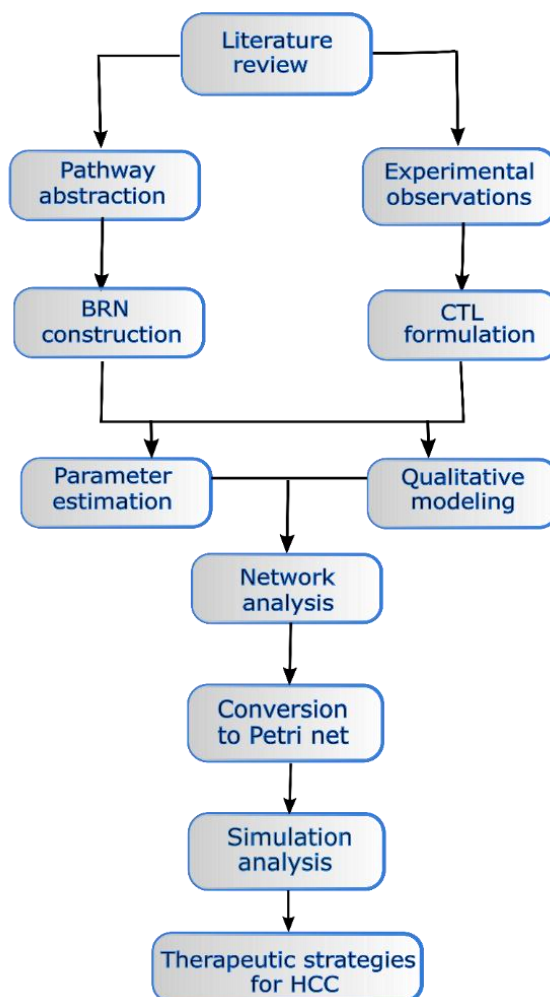 Literature
review
Pathway
abstraction
Experimental
observations
BRN
construction
CTL
formulation
Parameter
estimation
Qualitative
modeling
Network
analysis
Conversion
to Petri net
Simulation
analysis
Therapeutic strategies
for HCC